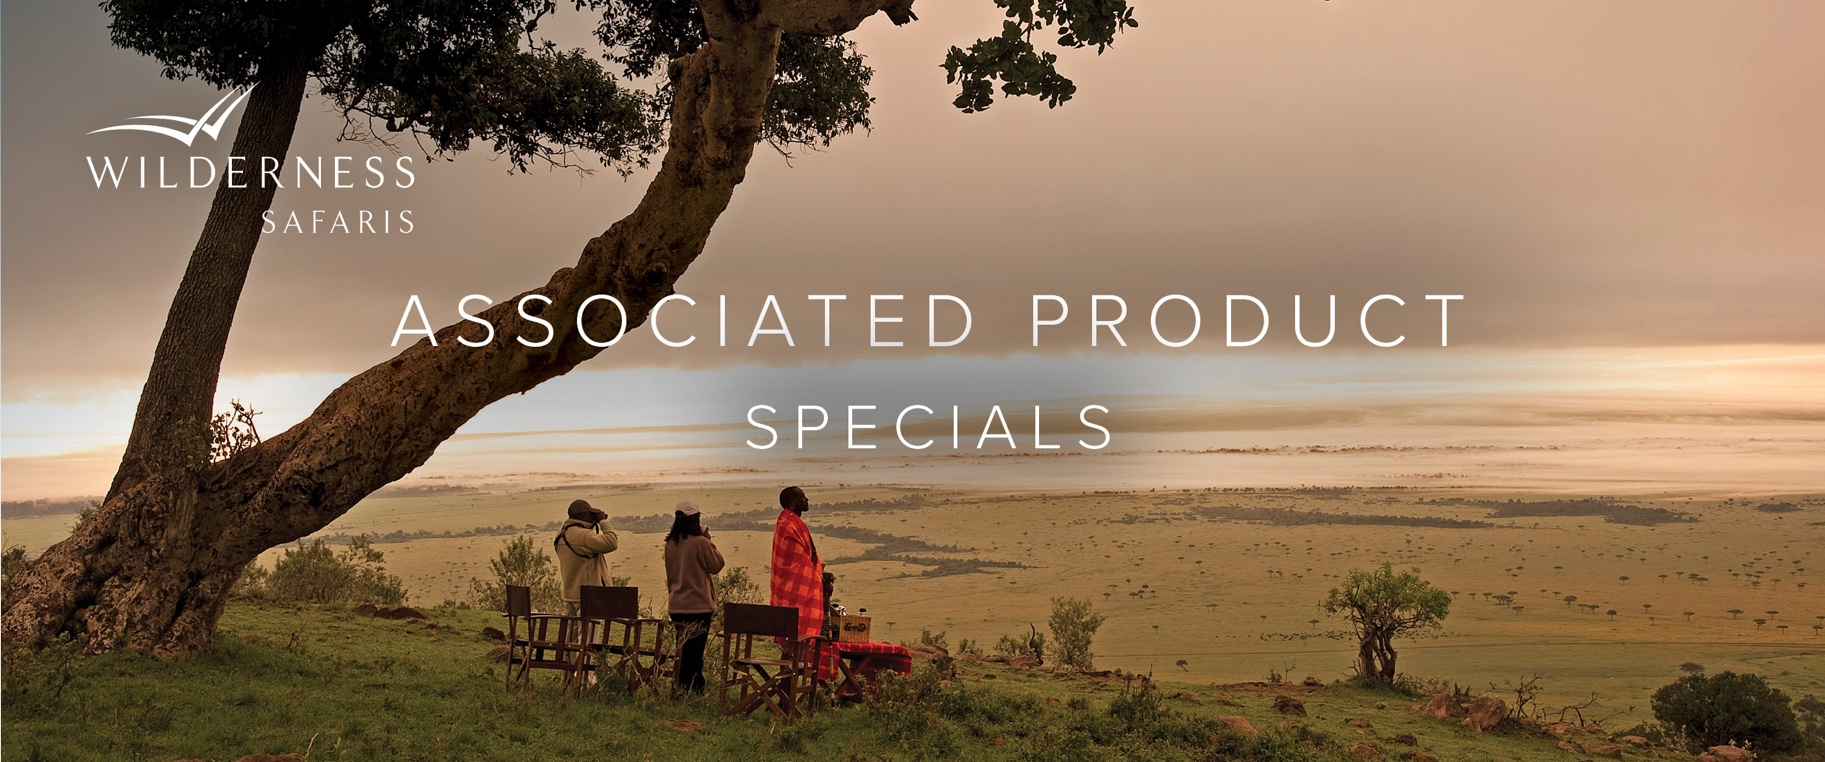 WILDERNESS
SAFARIS
ASSOCIATED PRODUCT
SPECIALS